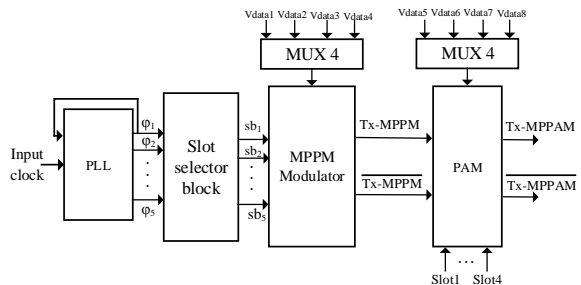 Vdata1 Vdata2 Vdata3 Vdata4
Vdata5 Vdata6 Vdata7 Vdata8
MUX 4
MUX 4
Input
clock
PLL
φ1
φ2
φ5
Slot
selector
block
sb1
sb2
sb5
MPPM
Modulator
Tx-MPPM
Tx-MPPM
PAM
Tx-MPPAM
Tx-MPPAM
Slot1 ... Slot4